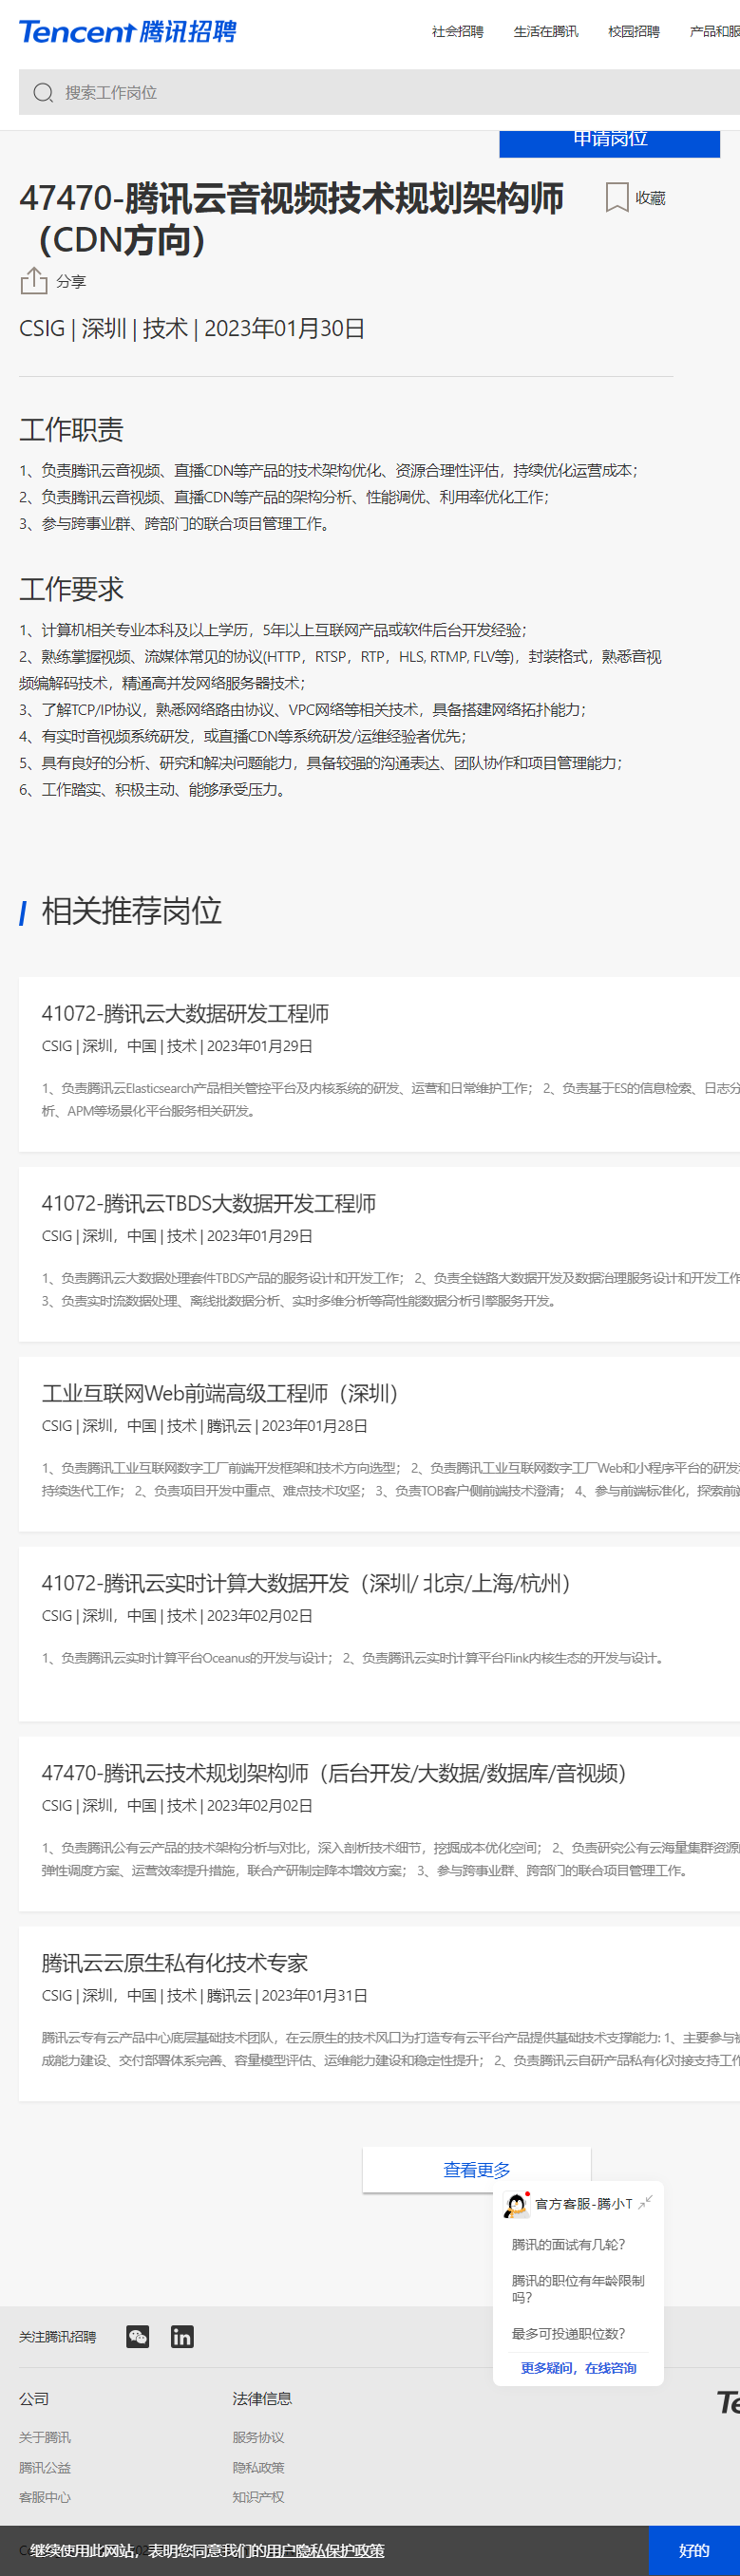 Tencent 腾讯招聘
社会招聘 生活在腾讯 校园招聘 产品和服
搜索工作岗位
申请岗位
47470-腾讯云音视频技术规划架构师
（CDN方向）
收藏
分享
CSIG | 深圳 | 技术 | 2023年01月30日
工作职责
1、负责腾讯云音视频、直播CDN等产品的技术架构优化、资源合理性评估，持续优化运营成本；
2、负责腾讯云音视频、直播CDN等产品的架构分析、性能调优、利用率优化工作；
3、参与跨事业群、跨部门的联合项目管理工作。
工作要求
1、计算机相关专业本科及以上学历，5年以上互联网产品或软件后台开发经验；
2、熟练掌握视频、流媒体常见的协议(HTTP，RTSP，RTP，HLS, RTMP, FLV等)，封装格式，熟悉音视
频编解码技术，精通高并发网络服务器技术；
3、了解TCP/IP协议，熟悉网络路由协议、VPC网络等相关技术，具备搭建网络拓扑能力；
4、有实时音视频系统研发，或直播CDN等系统研发/运维经验者优先；
5、具有良好的分析、研究和解决问题能力，具备较强的沟通表达、团队协作和项目管理能力；
6、工作踏实、积极主动、能够承受压力。
相关推荐岗位
41072-腾讯云大数据研发工程师
CSIG | 深圳，中国 | 技术 | 2023年01月29日
1、负责腾讯云Elasticsearch产品相关管控平台及内核系统的研发、运营和日常维护工作； 2、负责基于ES的信息检索、日志分
析、APM等场景化平台服务相关研发。
41072-腾讯云TBDS大数据开发工程师
CSIG | 深圳，中国 | 技术 | 2023年01月29日
1、负责腾讯云大数据处理套件TBDS产品的服务设计和开发工作； 2、负责全链路大数据开发及数据治理服务设计和开发工作
3、负责实时流数据处理、离线批数据分析、实时多维分析等高性能数据分析引擎服务开发。
工业互联网Web前端高级工程师（深圳）
CSIG | 深圳，中国 | 技术 | 腾讯云 | 2023年01月28日
1、负责腾讯工业互联网数字工厂前端开发框架和技术方向选型； 2、负责腾讯工业互联网数字工厂Web和小程序平台的研发
持续迭代工作； 2、负责项目开发中重点、难点技术攻坚； 3、负责TOB客户侧前端技术澄清； 4、参与前端标准化，探索前
41072-腾讯云实时计算大数据开发（深圳/ 北京/上海/杭州）
CSIG | 深圳，中国 | 技术 | 2023年02月02日
1、负责腾讯云实时计算平台Oceanus的开发与设计； 2、负责腾讯云实时计算平台Flink内核生态的开发与设计。
47470-腾讯云技术规划架构师（后台开发/大数据/数据库/音视频）
CSIG | 深圳，中国 | 技术 | 2023年02月02日
1、负责腾讯公有云产品的技术架构分析与对比，深入剖析技术细节，挖掘成本优化空间； 2、负责研究公有云海量集群资源
弹性调度方案、运营效率提升措施，联合产研制定降本增效方案； 3、参与跨事业群、跨部门的联合项目管理工作。
腾讯云云原生私有化技术专家
CSIG | 深圳，中国 | 技术 | 腾讯云 | 2023年01月31日
腾讯云专有云产品中心底层基础技术团队，在云原生的技术风口为打造专有云平台产品提供基础技术支撑能力: 1、主要参与
成能力建设、交付部署体系完善、容量模型评估、运维能力建设和稳定性提升； 2、负责腾讯云自研产品私有化对接支持工作
查看更多
官方客服-腾小T
腾讯的面试有几轮?
腾讯的职位有年龄限制
吗?
最多可投递职位数?
更多疑问，在线咨询
关注腾讯招聘
公司 法律信息
关于腾讯 服务协议
腾讯公益 隐私政策
客服中心 知识产权
继续使用此网站，表明您同意我们的用户隐私保护政策
好的